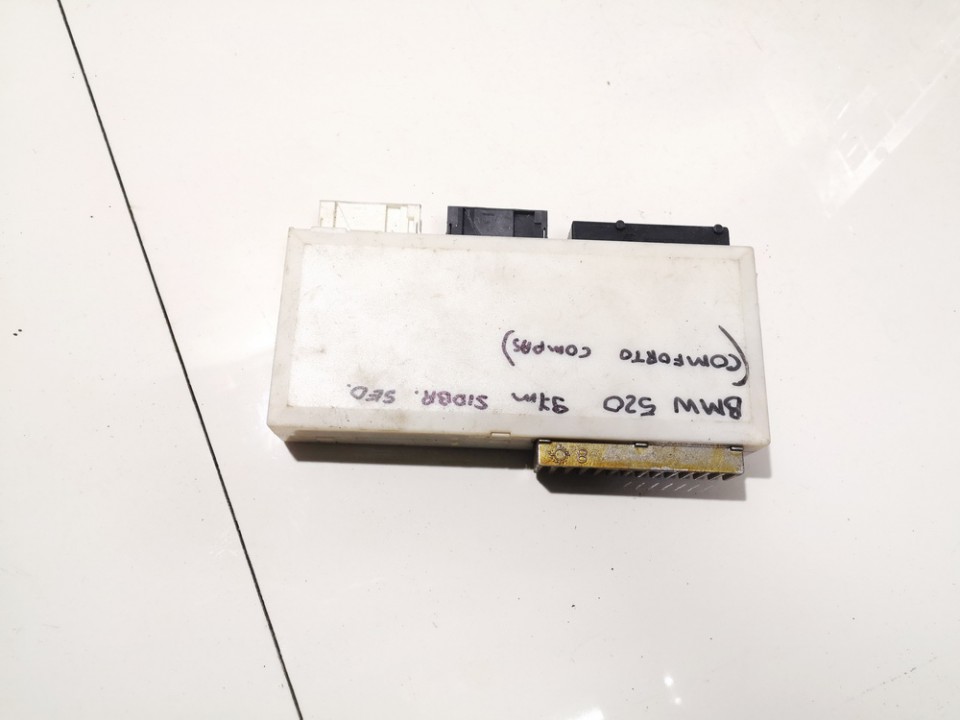 BMW 520 97m SIDBR. SED.
(COMFORTO COMPAS)